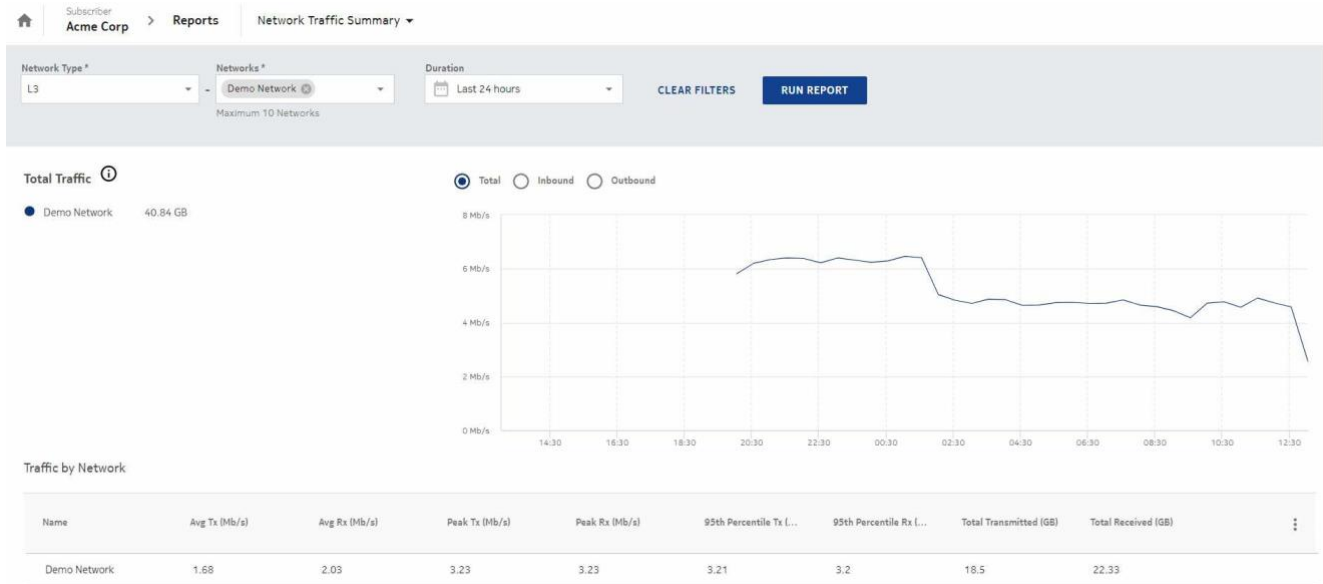 Subscriber
Acme Corp > Reports Network Traffic Summary
Network Type * Networks * Duration
L3 - Demo Network Last 24 hours CLEAR FILTERS RUN REPORT
Maximum 10 Networks
Total Traffic
Total Inbound Outbound
Demo Network 40.84 GB
8 Mb/s
6 Mb/s
4 Mb/s
2 Mb/s
0 Mb/s
14:30 16:30 18:30 20:30 22:30 00:30 02:30 04:30 06:30 08:30 10:30 12:30
Traffic by Network
Name Avg Tx (Mb/s) Avg Rx (Mb/s) Peak Tx (Mb/s) Peak Rx (Mb/s) 95th Percentile Tx (... 95th Percentile Rx (... Total Transmitted (GB) Total Received (GB)
Demo Network 1.68 2.03 3.23 3.23 3.21 3.2 18.5 22.33